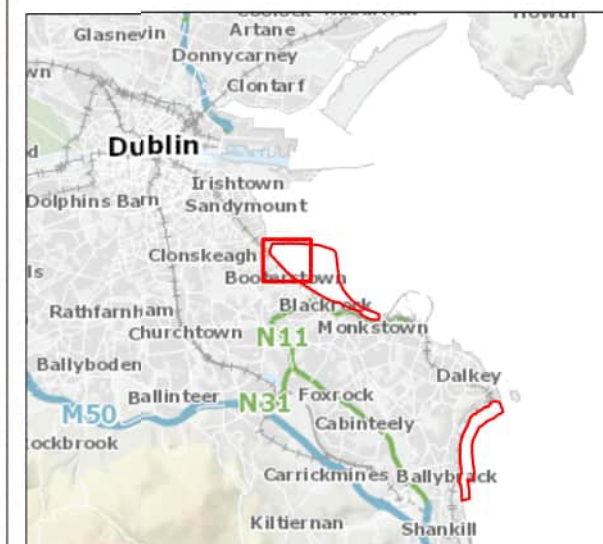 Glasnevin
Artane
Donnycarney
Clontarf
Dublin
Irishtown
Dolphins Barn
Sandymount
Clonskeagh
Booterstown
Blackrock
Rathfarnham
Monkstown
Churchtown
N11
Ballyboden
Dalkey
Ballinteer
N31
Foxrock
M50
Cabinteely
ockbrook
Carrickmines
Ballybrack
Kiltiernan
Shankill